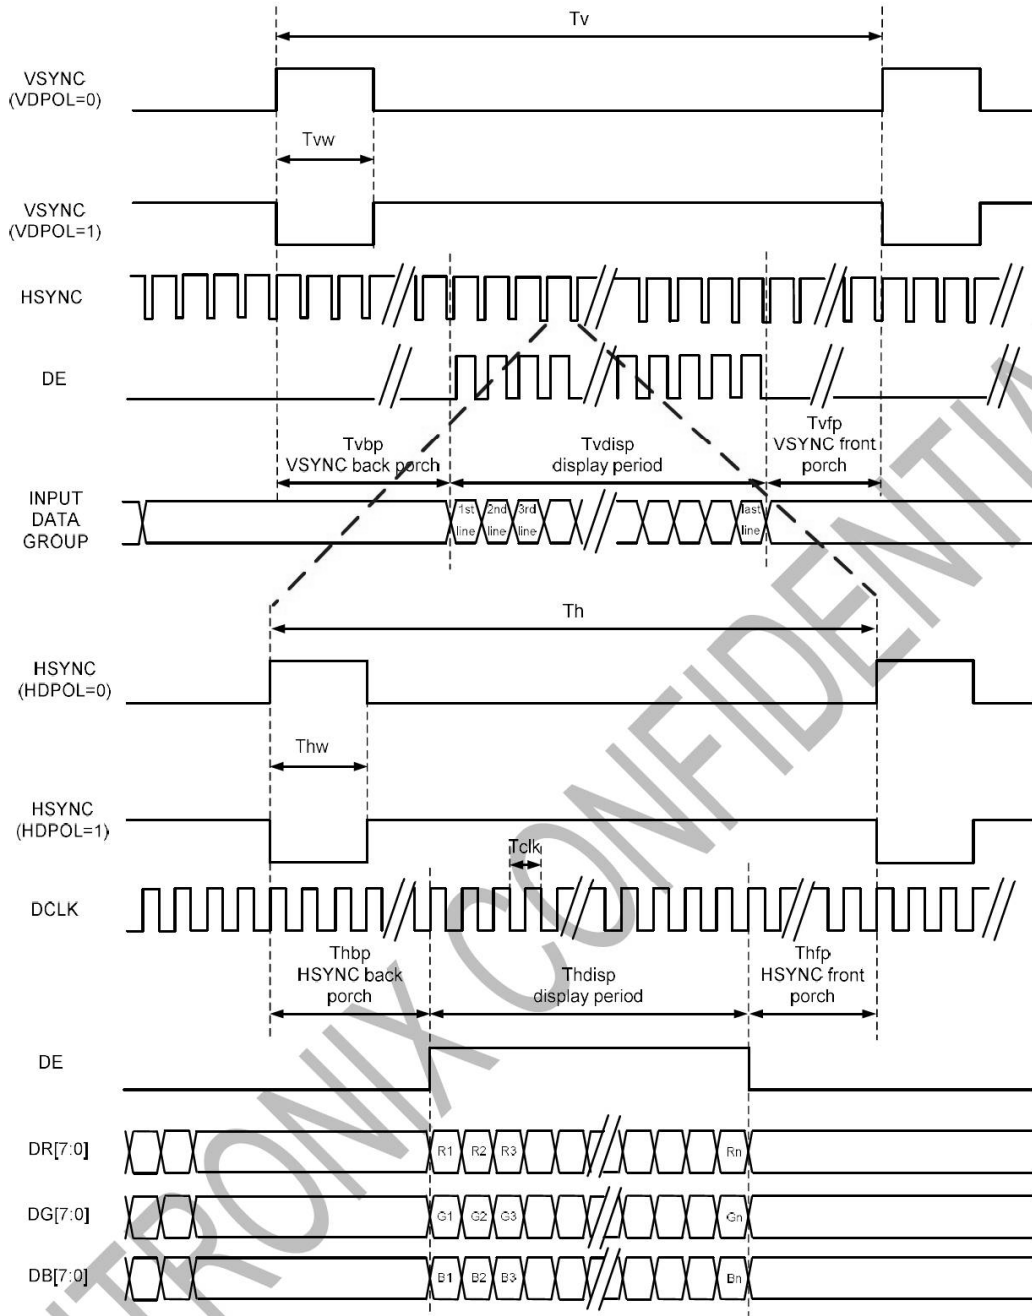 Tv
VSYNC
(VDPOL=0)
Tvw
VSYNC
(VDPOL=1)
HSYNC
DE
Tvbp
VSYNC back porch
Tvdisp
display period
Tvfp
VSYNC front
porch
INPUT
DATA
GROUP
1st
line
2nd
line
3rd
line
last
line
Th
HSYNC
(HDPOL=0)
Thw
HSYNC
(HDPOL=1)
Tclk
DCLK
Thbp
HSYNC back
porch
Thdisp
display period
Thfp
HSYNC front
porch
DE
DR[7:0]
R1 R2 R3 Rn
DG[7:0]
G1 G2 G3 Gn
DB[7:0]
B1 B2 B3 Bn
TRONIX CONFIDENTIA